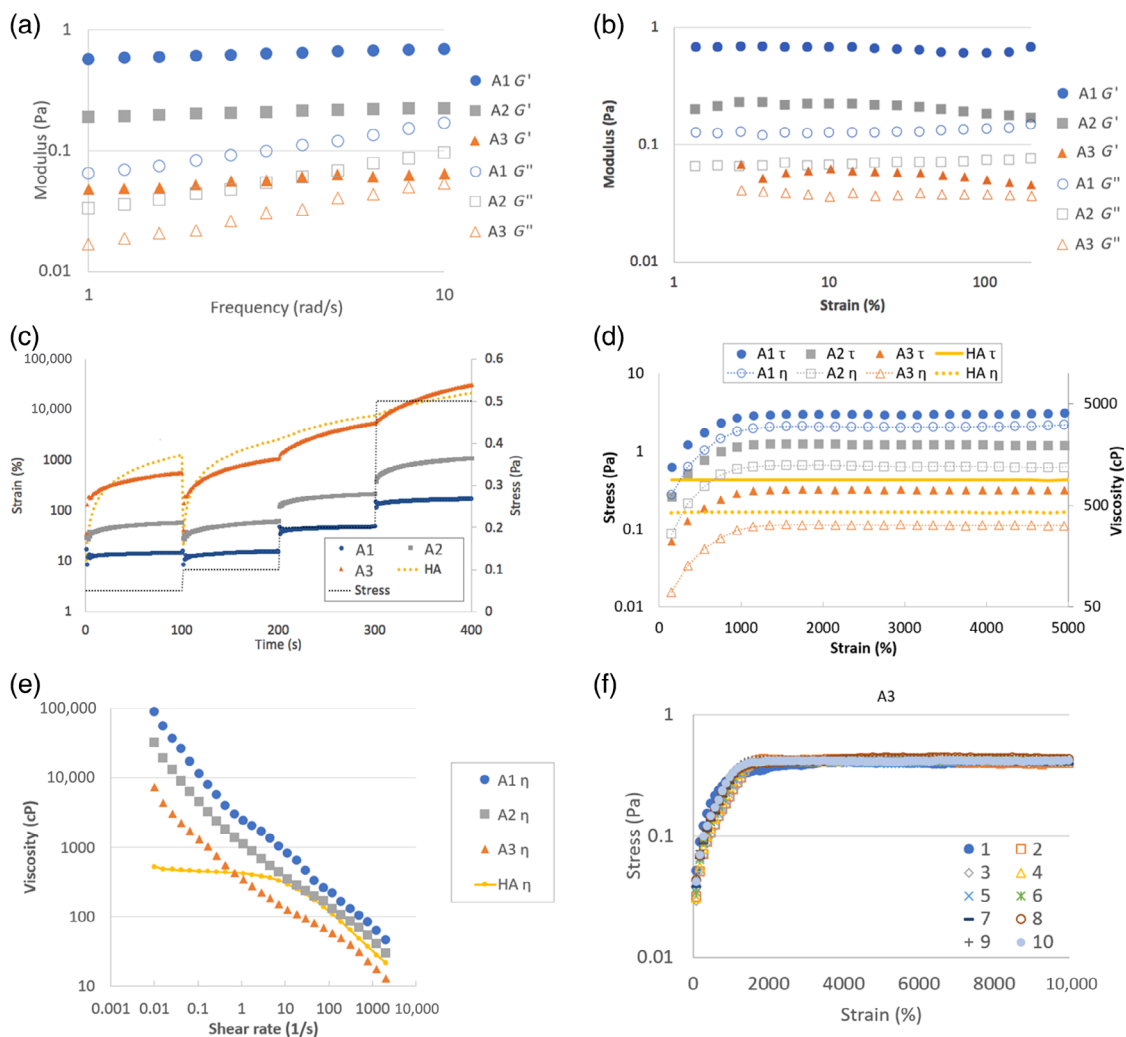 (a)
1
0.1
0.01
Modulus (Pa)
1
10
Frequency (rad/s)
A1 G'
A2 G'
A3 G'
A1 G"
A2 G"
A3 G"
(b)
1
0.1
0.01
Modulus (Pa)
1
10
100
Strain (%)
A1 G'
A2 G'
A3 G'
A1 G"
A2 G"
A3 G"
(c)
100,000
10,000
1000
100
10
1
Strain (%)
0
100
200
300
400
Time (s)
0.6
0.5
0.4
0.3
0.2
0.1
0
Stress (Pa)
A1
A2
A3
HA
Stress
(d)
A1 τ
A2 τ
A3 τ
HA τ
A1 η
A2 η
A3 η
HA η
10
1
0.1
0.01
Stress (Pa)
0
1000
2000
3000
4000
5000
Strain (%)
5000
500
50
Viscosity (cP)
(e)
100,000
10,000
1000
100
10
Viscosity (cP)
0.001
0.01
0.1
1
10
100
1000
10,000
Shear rate (1/s)
A1 η
A2 η
A3 η
HA η
(f)
A3
1
0.1
0.01
Stress (Pa)
0
2000
4000
6000
8000
10,000
Strain (%)
1
2
3
4
5
6
7
8
9
10